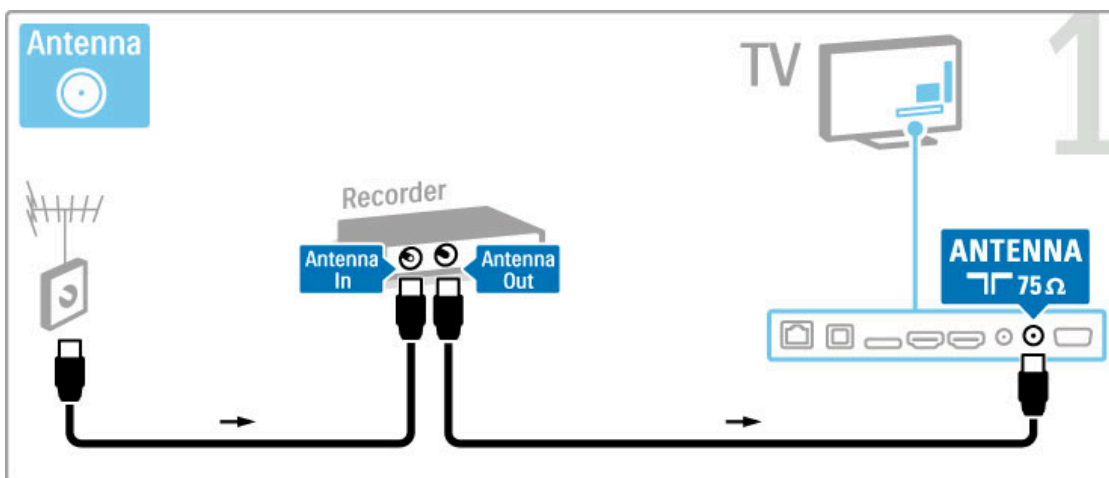 Antenna
TV
1
Recorder
Antenna
In
Antenna
Out
ANTENNA
75 Ω